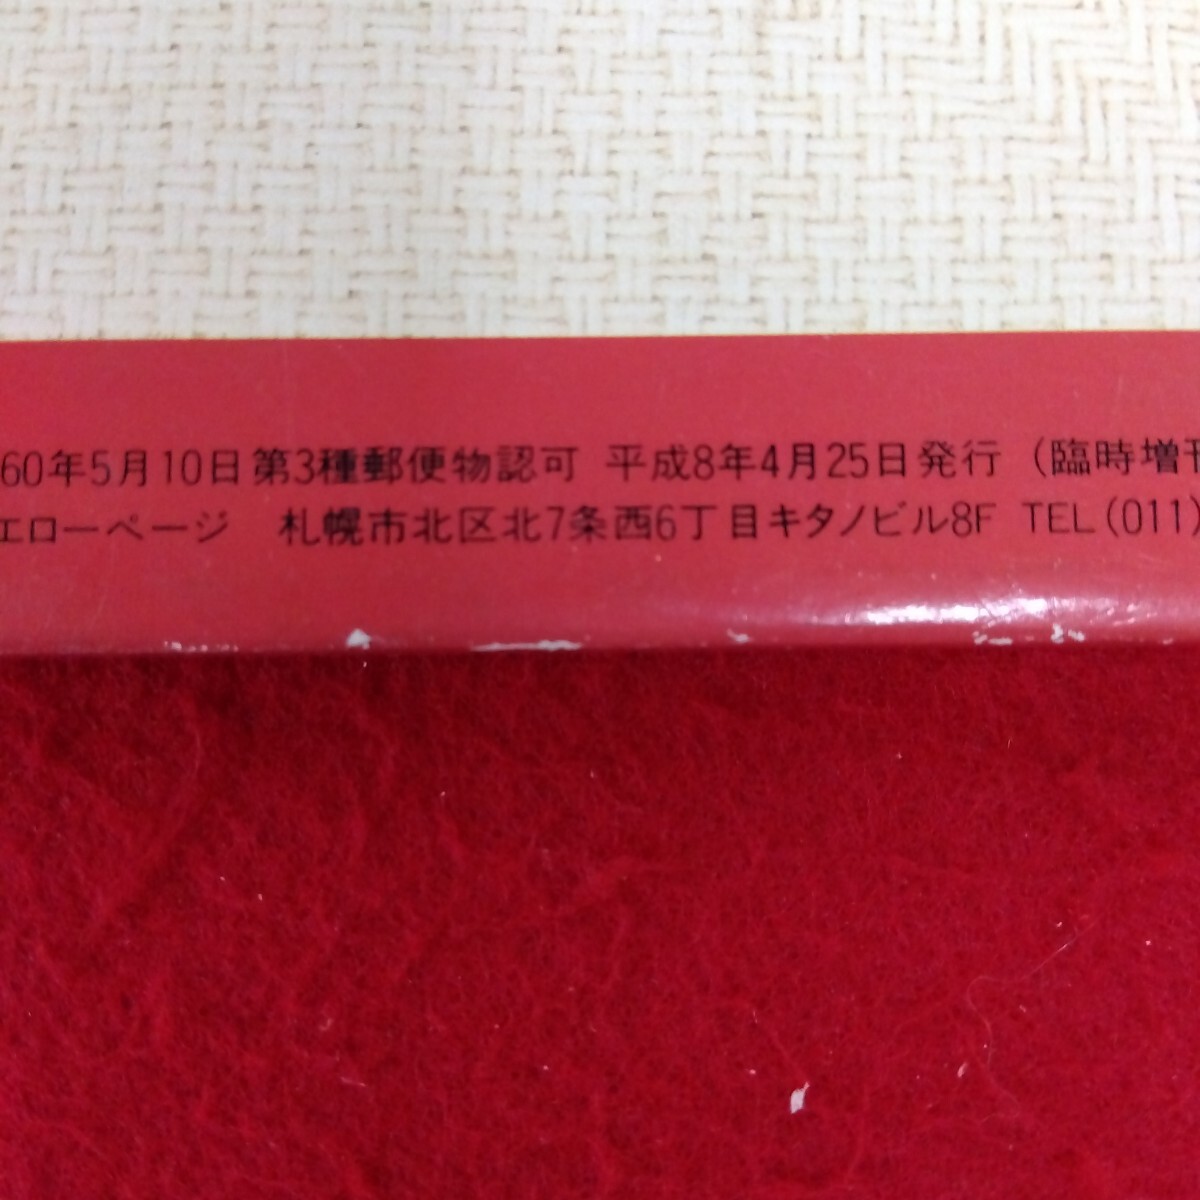 60年5月10日第3種郵便物認可 平成8年4月25日発行 (臨時増刊
エローページ 札幌市北区北7条西6丁目キタノビル8F TEL(011)